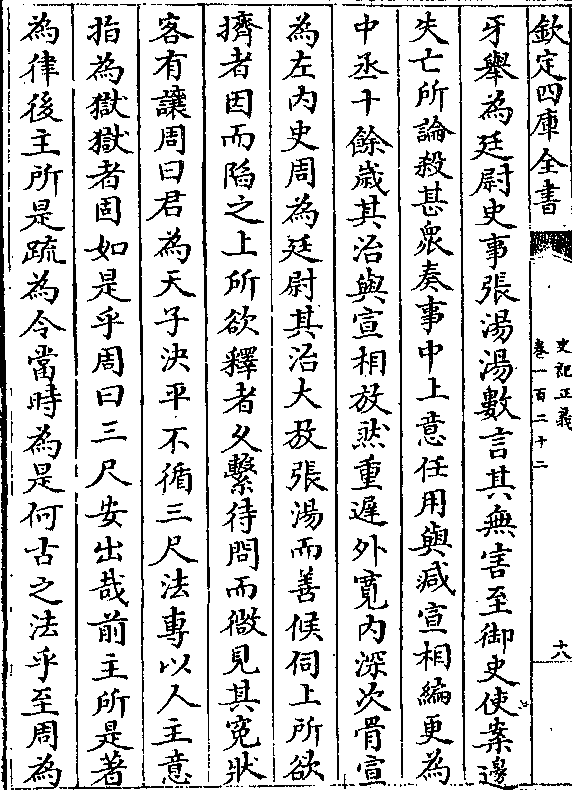 欽定四庫全書
史記正義
卷一百二十二
六
牙舉為廷尉史事張湯湯數言其無害至御史使案邊
失亡所論殺甚衆奏事中上意任用與減宣相編更為
中丞十餘歲其治與宣相放然重遲外寛内深次骨宣
為左内史周為廷尉其治大放張湯而善候伺上所欲
擠者因而陷之上所欲釋者久繫待問而微見其冤狀
客有讓周曰君為天子決平不循三尺法專以人主意
指為獄獄者固如是乎周曰三尺安出哉前主所是著
為律後主所是疏為令當時為是何古之法乎至周為